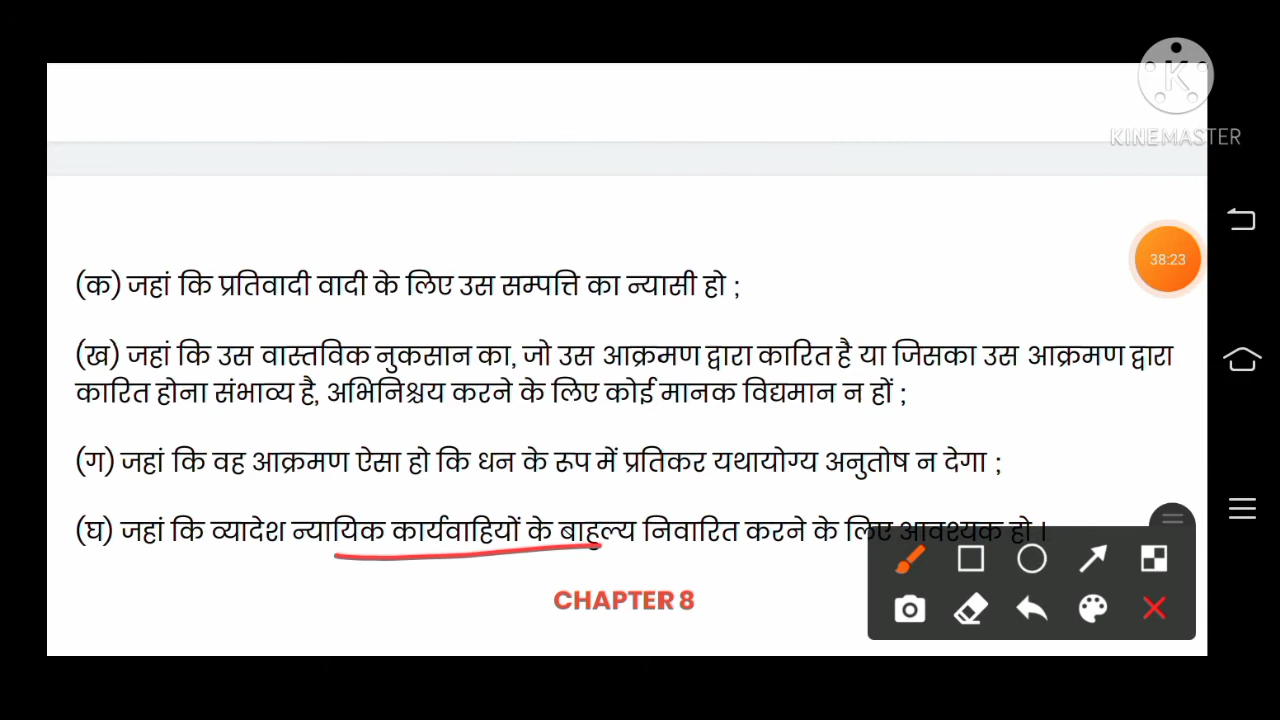 KINEMASTER
38:23
(क) जहां कि प्रतिवादी वादी के लिए उस सम्पत्ति का न्यासी हो ;
(ख) जहां कि उस वास्तविक नुकसान का, जो उस आक्रमण द्वारा कारित है या जिसका उस आक्रमण द्वारा
कारित होना संभाव्य है, अभिनिश्चय करने के लिए कोई मानक विद्यमान न हों ;
(ग) जहां कि वह आक्रमण ऐसा हो कि धन के रूप में प्रतिकर यथायोग्य अनुतोष न देगा ;
(घ) जहां कि व्यादेश न्यायिक कार्यवाहियों के बाहुल्य निवारित करने के लिए आवश्यक हो ।
CHAPTER 8